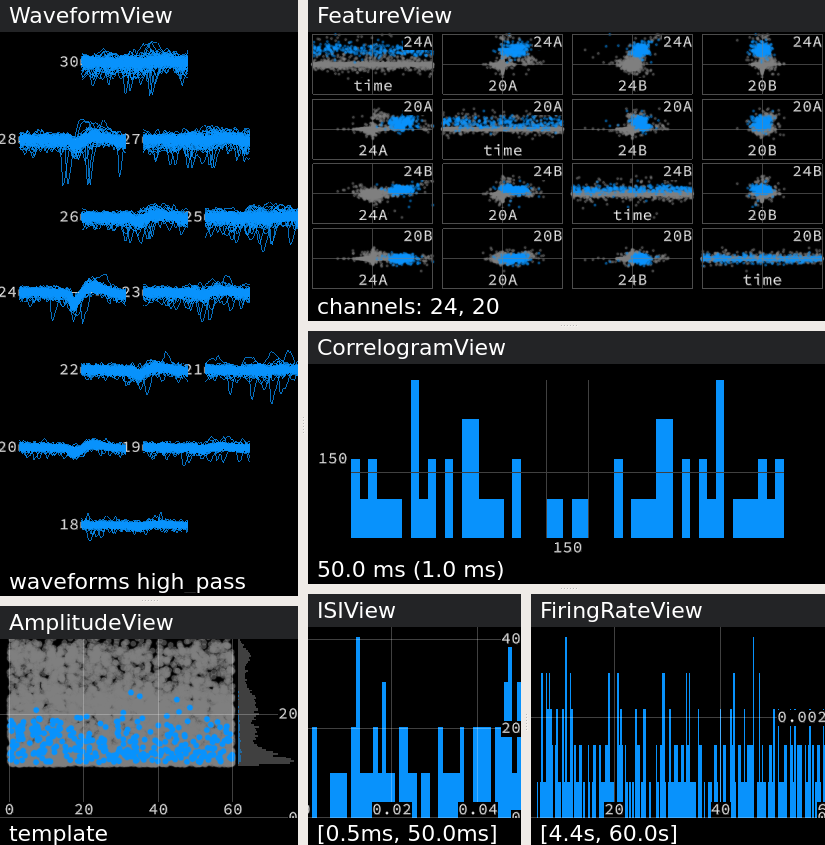 WaveformView
30
28 27
26 25
24 23
22 21
20 19
18
waveforms high_pass
FeatureView
24A 24A 24A 24A
time 20A 24B 20B
20A 20A 20A 20A
24A time 24B 20B
24B 24B 24B 24B
24A 20A time 20B
20B 20B 20B 20B
24A 20A 24B time
channels: 24, 20
CorrelogramView
150
150
50.0 ms (1.0 ms)
AmplitudeView
20
0 20 40 60 0
template
ISIView
40
20
0.02 0.04 0
[0.5ms, 50.0ms]
FiringRateView
0.002
20 40
[4.4s, 60.0s]